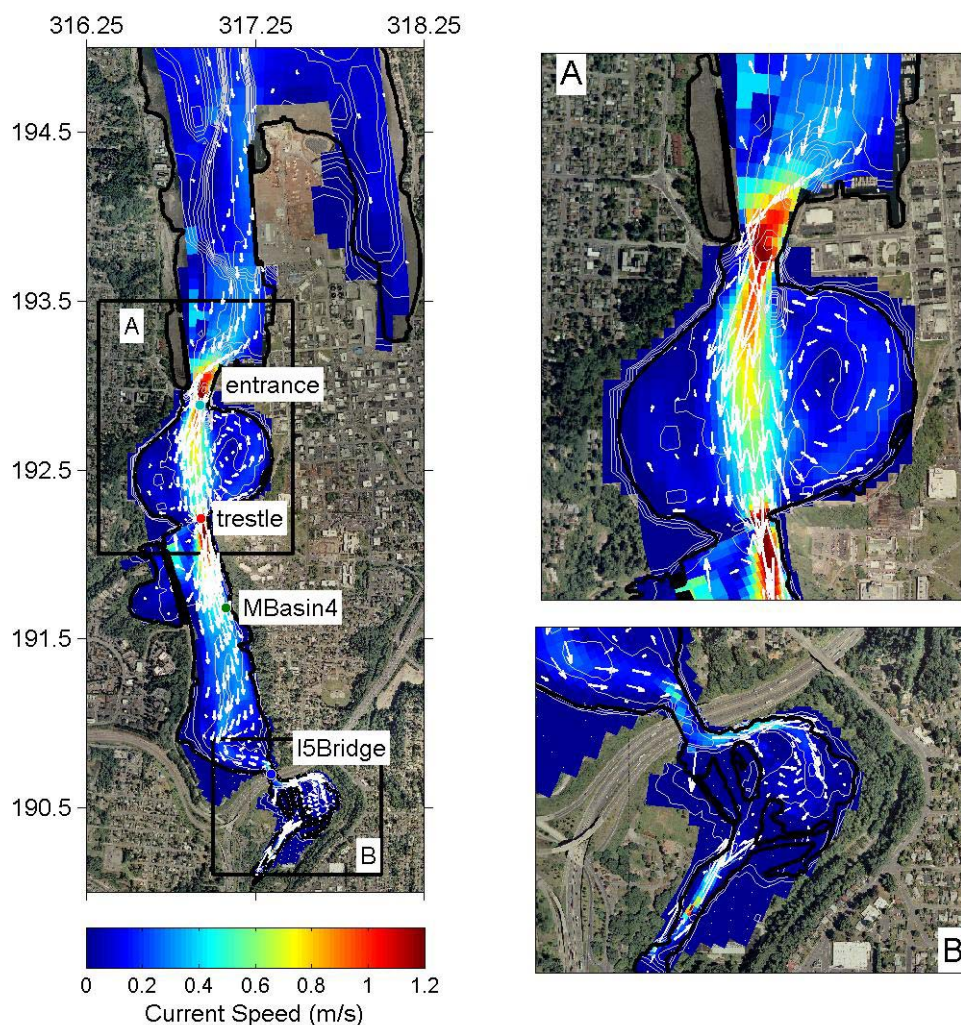 316.25 317.25 318.25
194.5
193.5
192.5
191.5
190.5
A
entrance
trestle
MBasin4
I5Bridge
B
0 0.2 0.4 0.6 0.8 1 1.2
Current Speed (m/s)
A
B